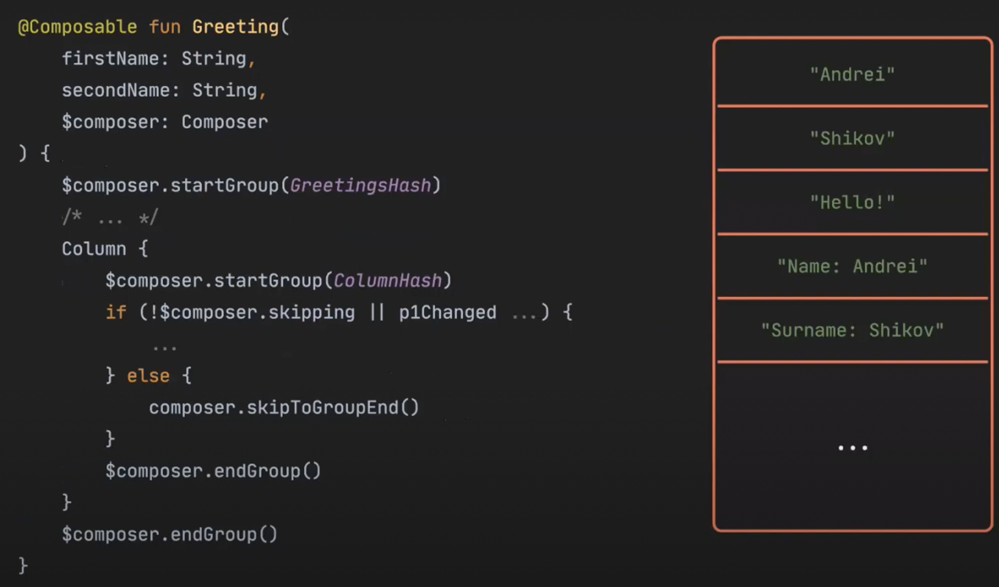 @Composable fun Greeting(
    firstName: String,
    secondName: String,
    $composer: Composer
) {
    $composer.startGroup(GreetingsHash)
    /* ... */
    Column {
        $composer.startGroup(ColumnHash)
        if (!$composer.skipping || p1Changed ...) {
            ...
        } else {
            composer.skipToGroupEnd()
        }
        $composer.endGroup()
    }
    $composer.endGroup()
}
"Andrei"
"Shikov"
"Hello!"
"Name: Andrei"
"Surname: Shikov"
...